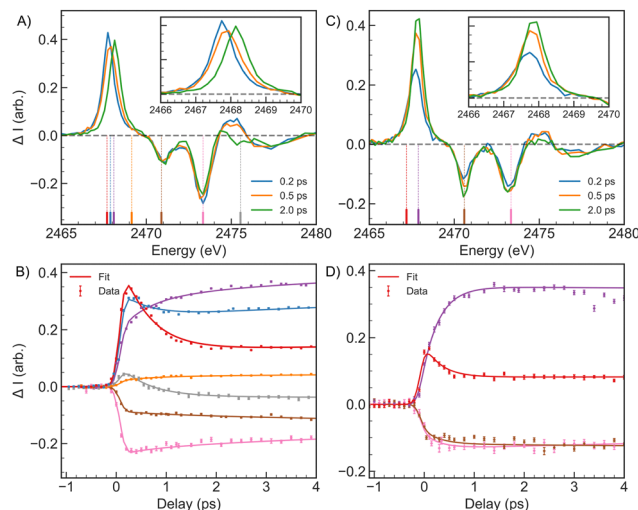 A)
0.4
0.2
0.0
−0.2
Δ I (arb.)
2466 2467 2468 2469 2470
0.2 ps
0.5 ps
2.0 ps
2465 2470 2475 2480
Energy (eV)
C)
0.4
0.2
0.0
−0.2
Δ I (arb.)
2466 2467 2468 2469 2470
0.2 ps
0.5 ps
2.0 ps
2465 2470 2475 2480
Energy (eV)
B)
0.4
0.2
0.0
−0.2
Δ I (arb.)
Fit
Data
−1 0 1 2 3 4
Delay (ps)
D)
0.4
0.2
0.0
−0.2
Δ I (arb.)
Fit
Data
−1 0 1 2 3 4
Delay (ps)